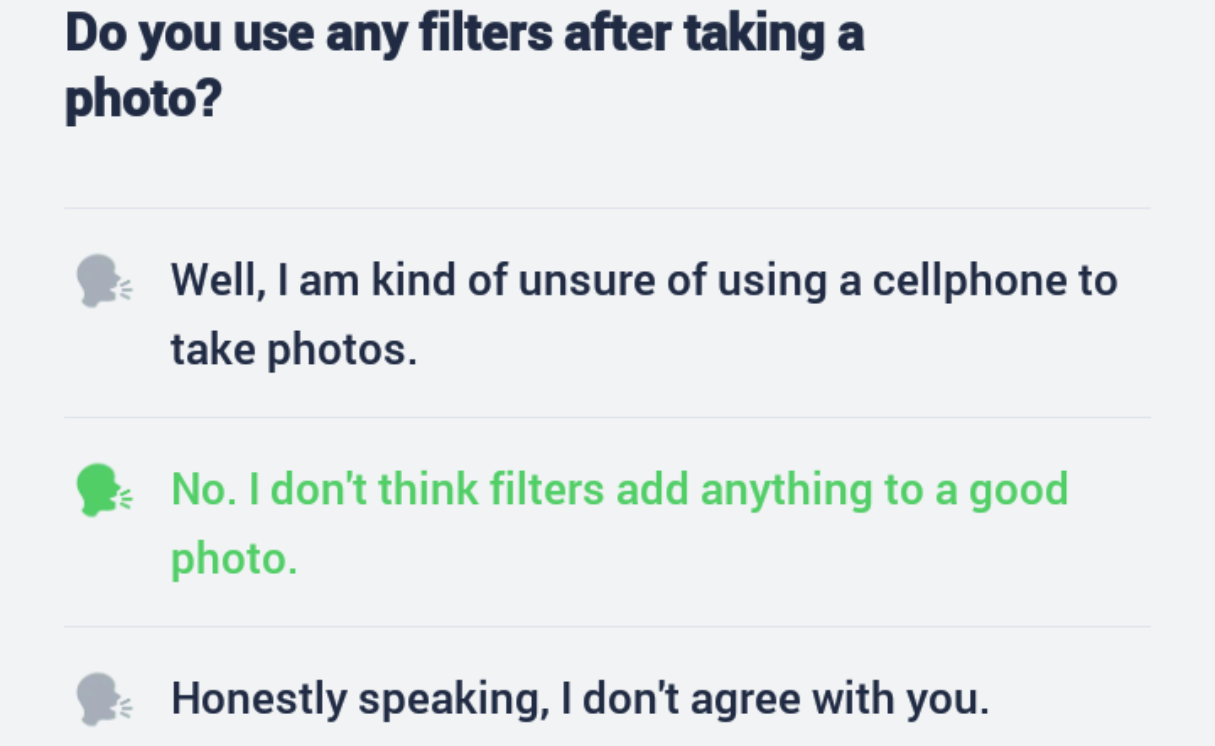 Do you use any filters after taking a
photo?
Well, I am kind of unsure of using a cellphone to
take photos.
No. I don't think filters add anything to a good
photo.
Honestly speaking, I don't agree with you.